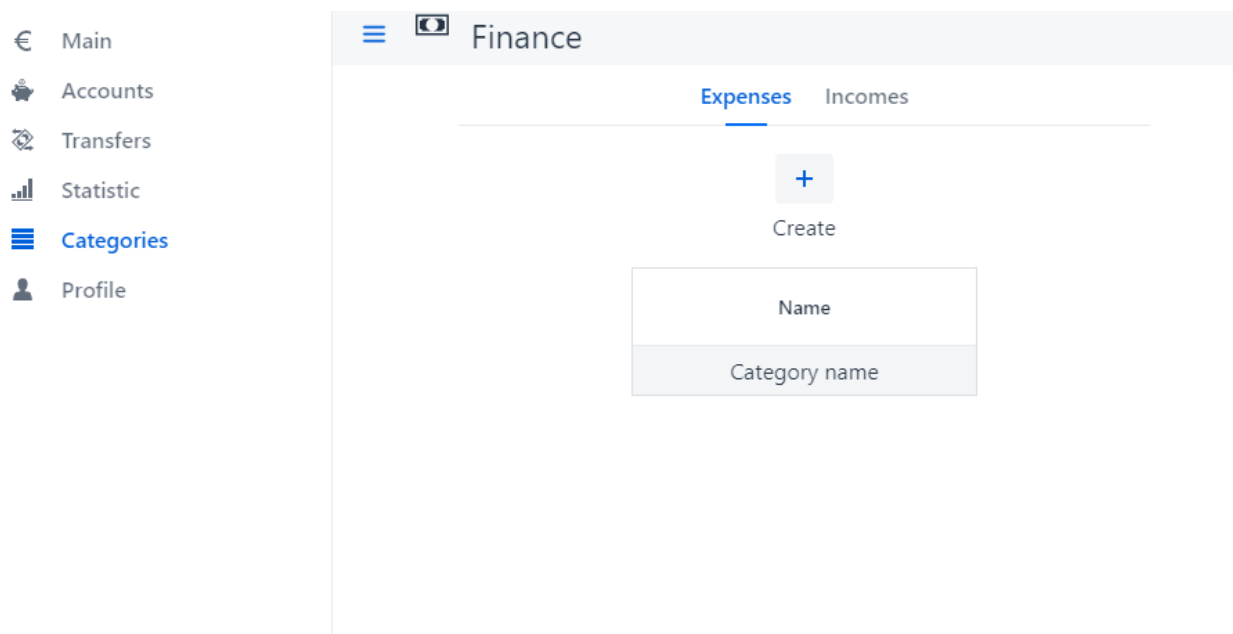 € Main
Accounts
Transfers
Statistic
Categories
Profile
Finance
Expenses Incomes
+
Create
Name
Category name